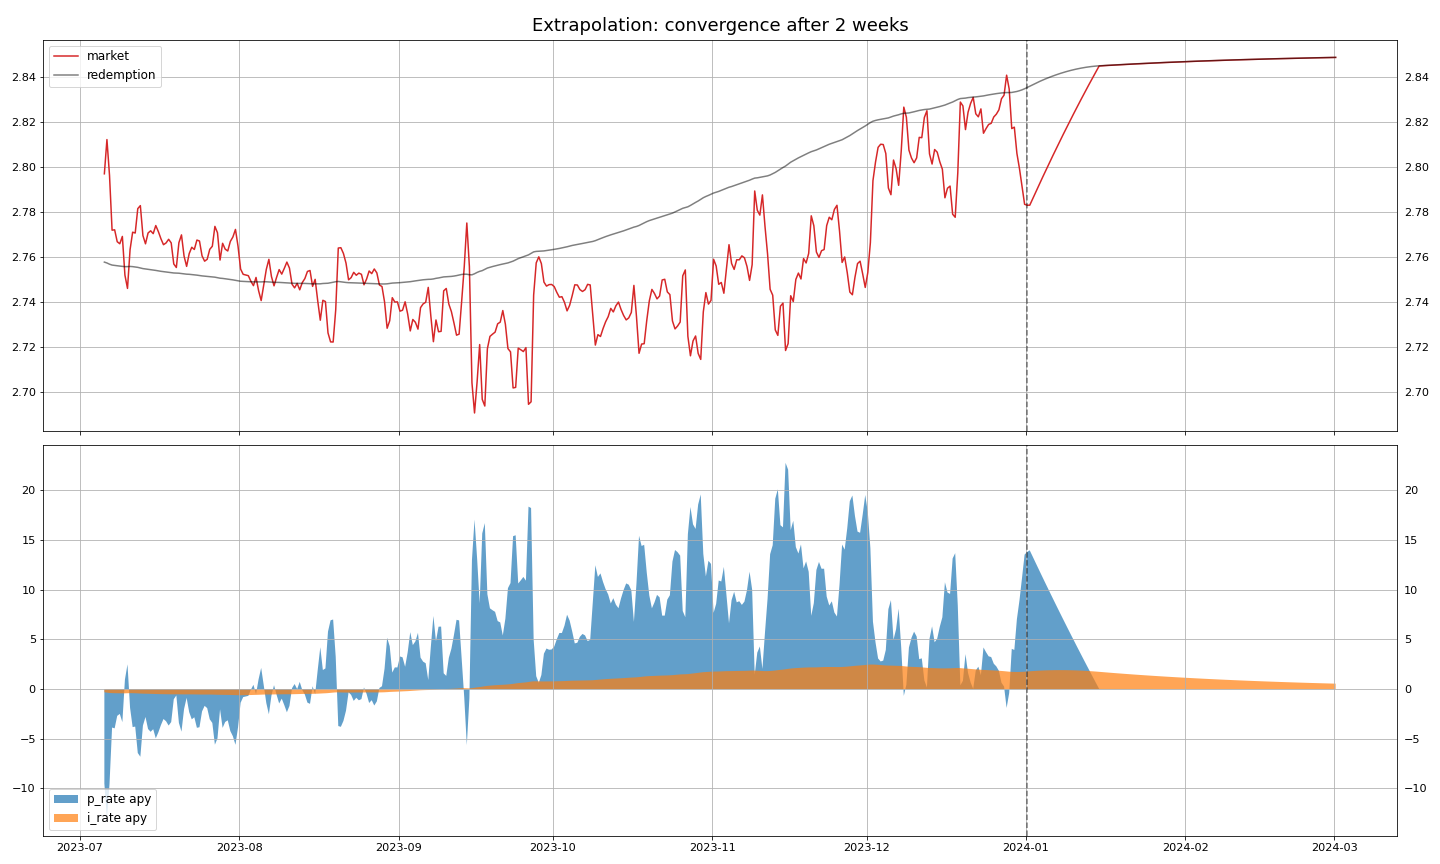 Extrapolation: convergence after 2 weeks
market
redemption
2.84 2.84
2.82 2.82
2.80 2.80
2.78 2.78
2.76 2.76
2.74 2.74
2.72 2.72
2.70 2.70
20 20
15 15
10 10
5 5
0 0
−5 −5
−10 −10
p_rate apy
i_rate apy
2023-07 2023-08 2023-09 2023-10 2023-11 2023-12 2024-01 2024-02 2024-03